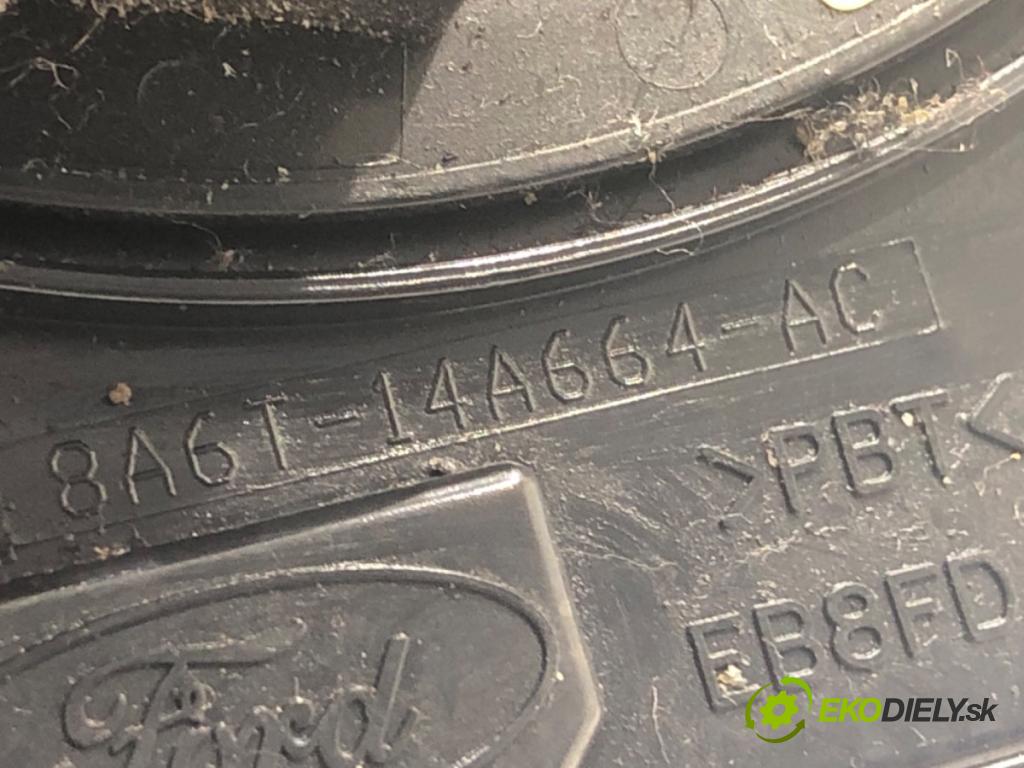 8A6T-14A664-AC
>PBT<
EB8FD
Ford
EKODIELY.sk